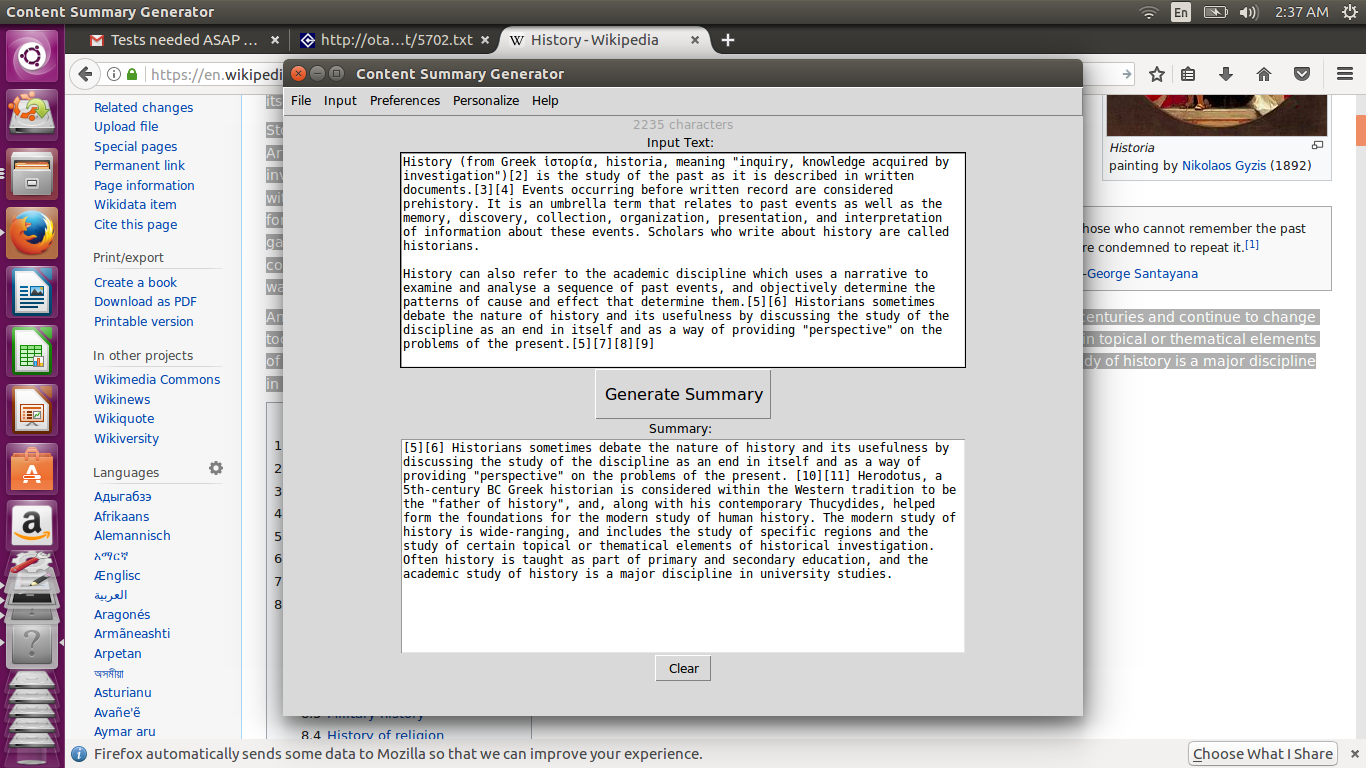 Content Summary Generator
En
2:37 AM
Tests needed ASAP ...
http://ota...t/5702.txt
History - Wikipedia
https://en.wikipedi
Content Summary Generator
File Input Preferences Personalize Help
2235 characters
Input Text:
History (from Greek ἱστορία, historia, meaning "inquiry, knowledge acquired by
investigation")[2] is the study of the past as it is described in written
documents.[3][4] Events occurring before written record are considered
prehistory. It is an umbrella term that relates to past events as well as the
memory, discovery, collection, organization, presentation, and interpretation
of information about these events. Scholars who write about history are called
historians.
History can also refer to the academic discipline which uses a narrative to
examine and analyse a sequence of past events, and objectively determine the
patterns of cause and effect that determine them.[5][6] Historians sometimes
debate the nature of history and its usefulness by discussing the study of the
discipline as an end in itself and as a way of providing "perspective" on the
problems of the present.[5][7][8][9]
Generate Summary
Summary:
[5][6] Historians sometimes debate the nature of history and its usefulness by
discussing the study of the discipline as an end in itself and as a way of
providing "perspective" on the problems of the present. [10][11] Herodotus, a
5th-century BC Greek historian is considered within the Western tradition to be
the "father of history", and, along with his contemporary Thucydides, helped
form the foundations for the modern study of human history. The modern study of
history is wide-ranging, and includes the study of specific regions and the
study of certain topical or thematical elements of historical investigation.
Often history is taught as part of primary and secondary education, and the
academic study of history is a major discipline in university studies.
Clear
Related changes
Upload file
Special pages
Permanent link
Page information
Wikidata item
Cite this page
Print/export
Create a book
Download as PDF
Printable version
In other projects
Wikimedia Commons
Wikinews
Wikiquote
Wikiversity
Languages
Адыгабзэ
Afrikaans
Alemannisch
አማርኛ
Ænglisc
العربية
Aragonés
Armãneashti
Arpetan
অসমীয়া
Asturianu
Avañe'ẽ
Aymar aru
its
Sto
An
inv
wit
for
ga
co
wa
An
too
of
in
1
2
3
4
5
6
7
8
Historia
painting by Nikolaos Gyzis (1892)
hose who cannot remember the past
re condemned to repeat it.[1]
–George Santayana
enturies and continue to change
in topical or thematical elements
dy of history is a major discipline
8.4 History of religion
Firefox automatically sends some data to Mozilla so that we can improve your experience.
Choose What I Share